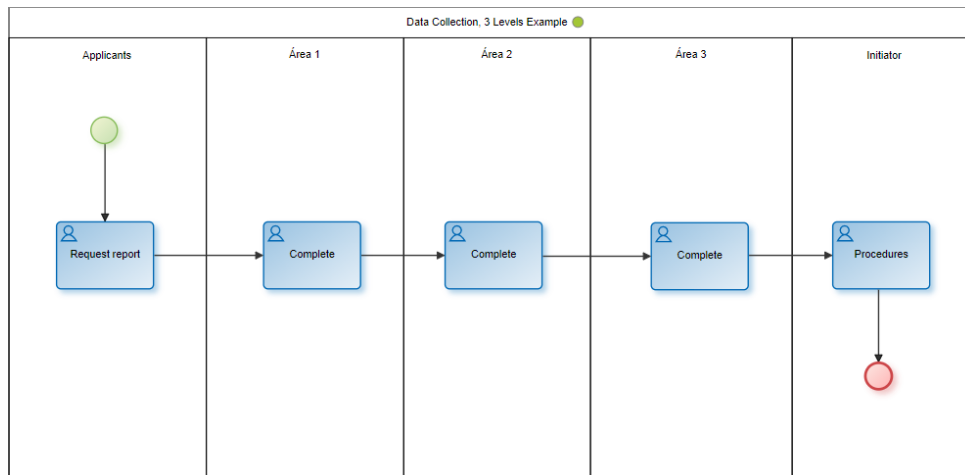 Data Collection, 3 Levels Example
Applicants
Área 1
Área 2
Área 3
Initiator
Request report
Complete
Complete
Complete
Procedures